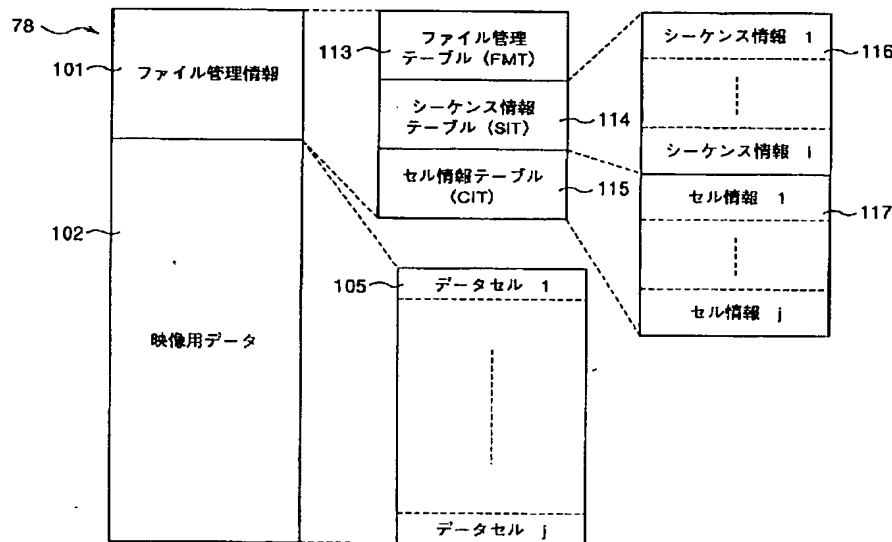 78
101
ファイル管理情報
102
映像用データ
113
ファイル管理
テーブル (FMT)
シーケンス情報
テーブル (SIT)
114
セル情報テーブル
(CIT)
115
シーケンス情報 1
116
シーケンス情報 i
セル情報 1
117
セル情報 j
105
データセル 1
データセル j